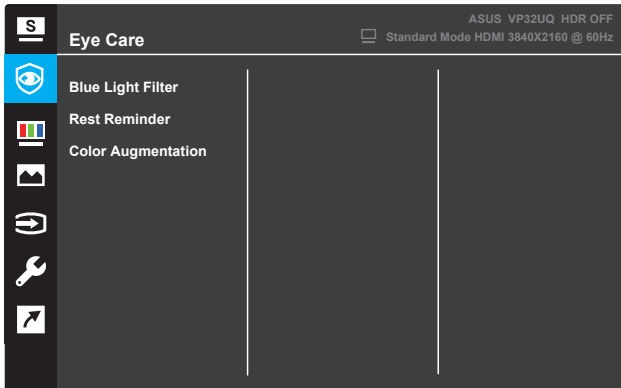 S
ASUS VP32UQ HDR OFF
Eye Care
Standard Mode HDMI 3840X2160 @ 60Hz
Blue Light Filter
Rest Reminder
Color Augmentation